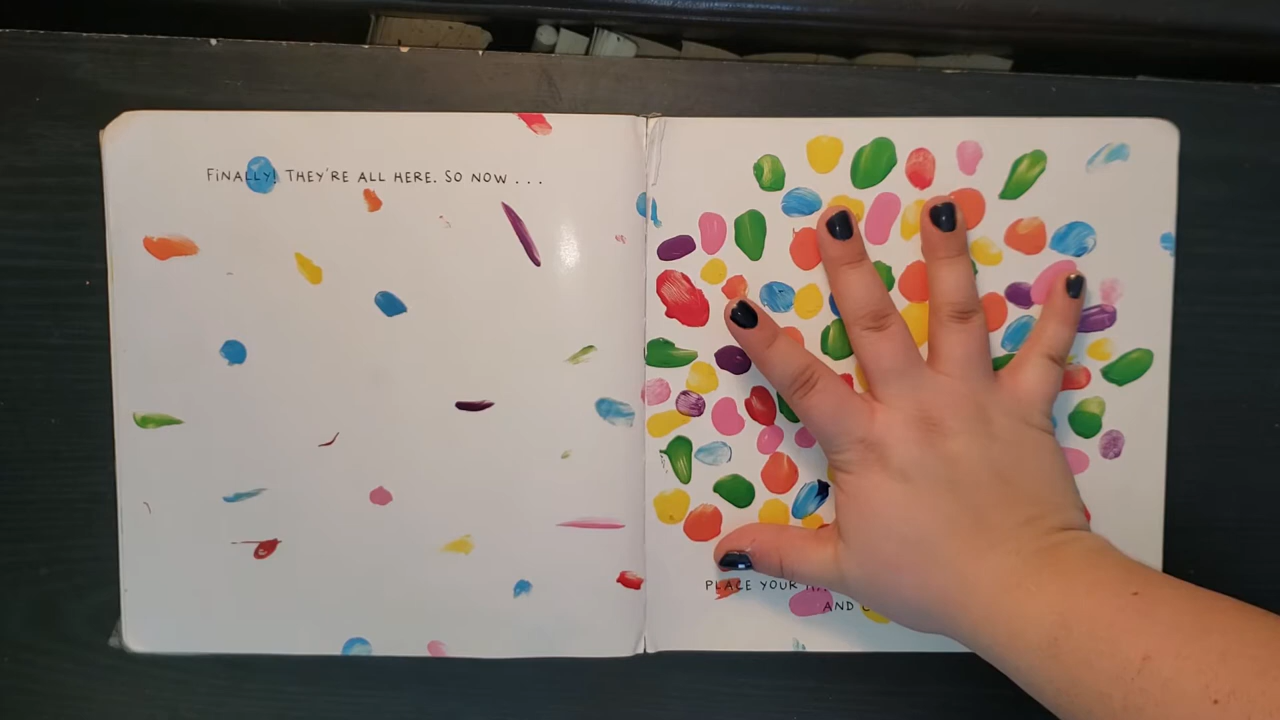 FINALLY! THEY'RE ALL HERE. SO NOW . . .
PLACE YOUR
AND